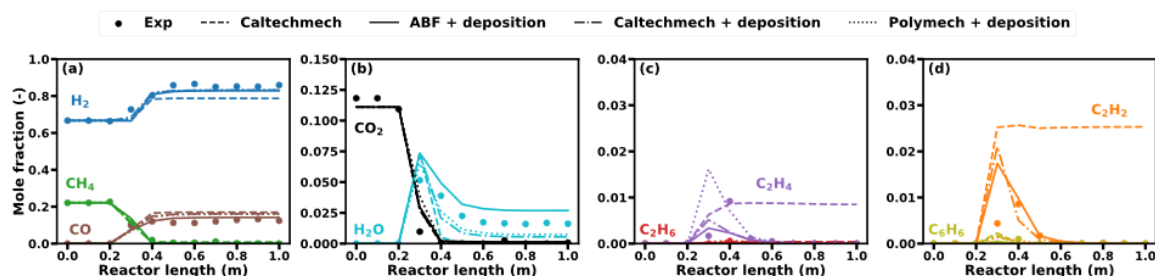 Exp Caltechmech ABF + deposition Caltechmech + deposition Polymech + deposition
Mole fraction (-)
(a)
1.0
0.8
0.6
0.4
0.2
0.0
H₂
CH₄
CO
0.0 0.2 0.4 0.6 0.8 1.0
Reactor length (m)
(b)
0.150
0.125
0.100
0.075
0.050
0.025
0.000
CO₂
H₂O
0.0 0.2 0.4 0.6 0.8 1.0
Reactor length (m)
(c)
0.04
0.03
0.02
0.01
0.00
C₂H₄
C₂H₆
0.0 0.2 0.4 0.6 0.8 1.0
Reactor length (m)
(d)
0.04
0.03
0.02
0.01
0.00
C₂H₂
C₆H₆
0.0 0.2 0.4 0.6 0.8 1.0
Reactor length (m)